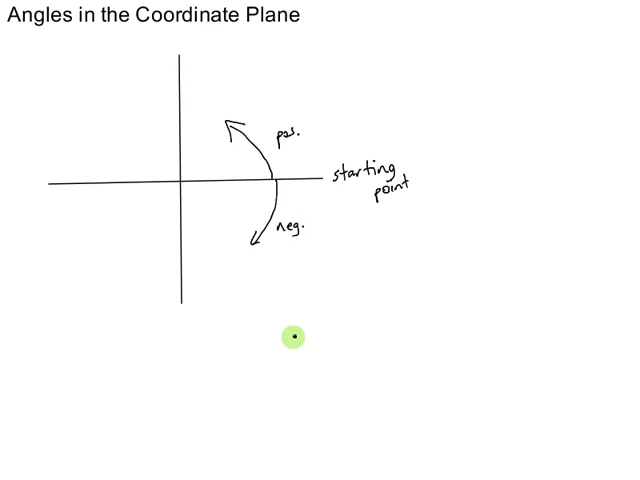 Angles in the Coordinate Plane
pos.
starting
point
neg.